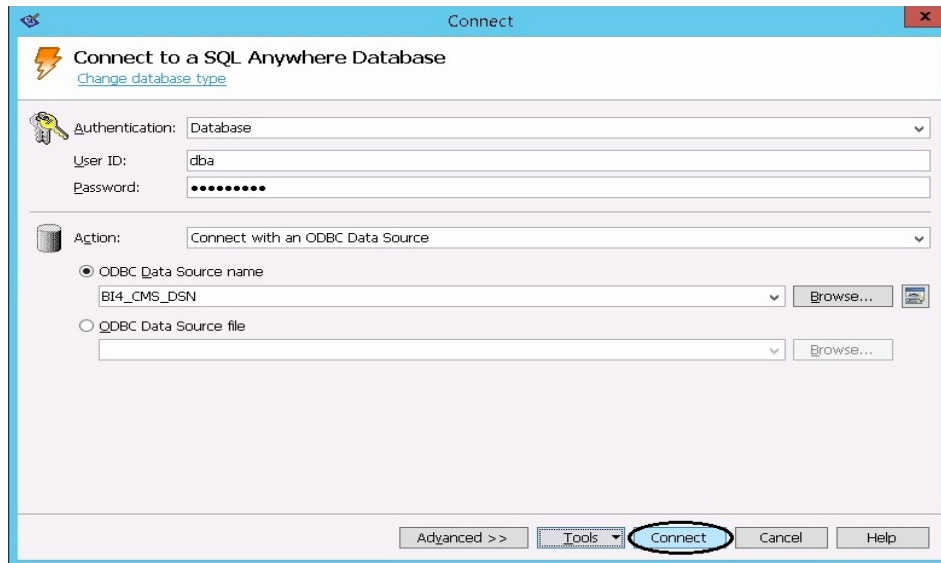 Connect
x
Connect to a SQL Anywhere Database
Change database type
Authentication: Database
User ID: dba
Password: •••••••••
Action: Connect with an ODBC Data Source
ODBC Data Source name
BI4_CMS_DSN Browse...
ODBC Data Source file
Browse...
Advanced >> Tools Connect Cancel Help